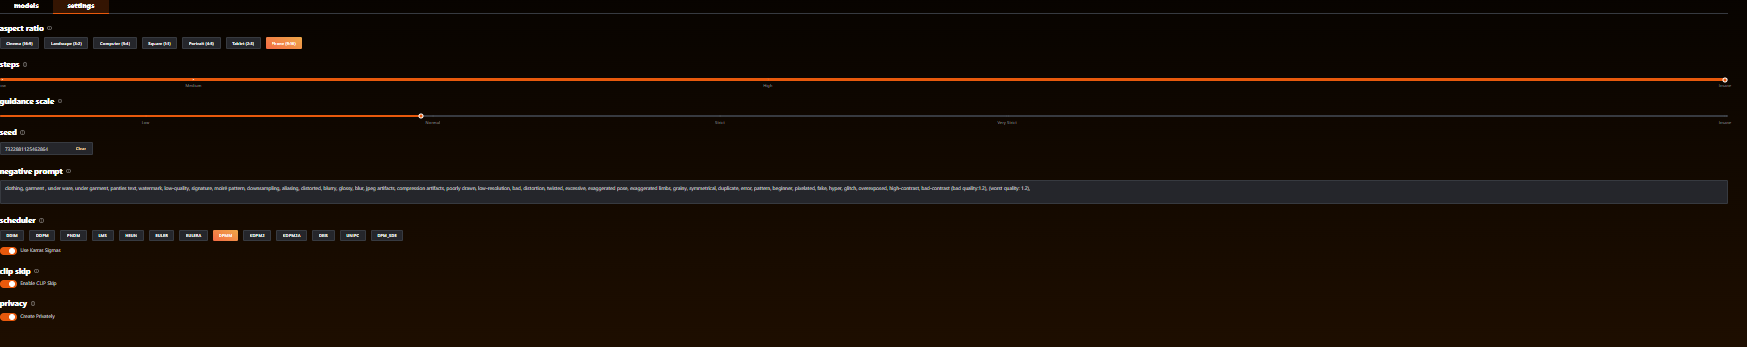 models settings
aspect ratio
Cinema (16:9) Landscape (3:2) Computer (5:4) Square (1:1) Portrait (4:5) Tablet (2:3) Phone (9:16)
steps
Medium High Insane
guidance scale
Low Normal Strict Very Strict Insane
seed
Clear
negative prompt
clothing, garment , under ware, under garment, panties text, watermark, low-quality, signature, moiré pattern, downsampling, aliasing, distorted, blurry, glossy, blur, jpeg artifacts, compression artifacts, poorly drawn, low-resolution, bad, distortion, twisted, excessive, exaggerated pose, exaggerated limbs, grainy, symmetrical, duplicate, error, pattern, beginner, pixelated, fake, hyper, glitch, overexposed, high-contrast, bad-contrast (bad quality:1.2), (worst quality: 1.2),
scheduler
DDIM DDPM PNDM LMS HEUN EULER EULERA DPMM KDPM2 KDPM2A DEIS UNIPC DPM_SDE
Use Karras Sigmas
clip skip
Enable CLIP Skip
privacy
Create Privately